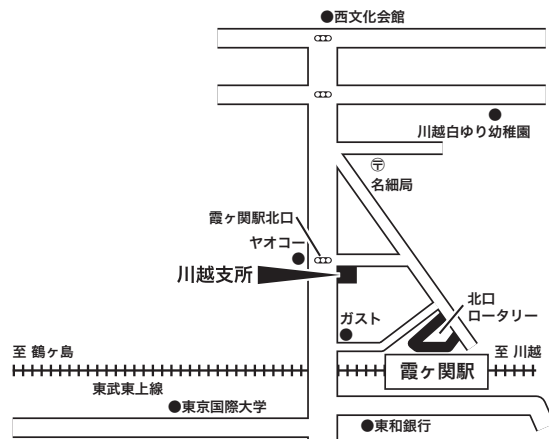 西文化会館
川越白ゆり幼稚園
〒
名細局
霞ヶ関駅北口
ヤオコー
川越支所
北口
ロータリー
ガスト
至 鶴ヶ島
至 川越
霞ヶ関駅
東武東上線
東京国際大学
東和銀行